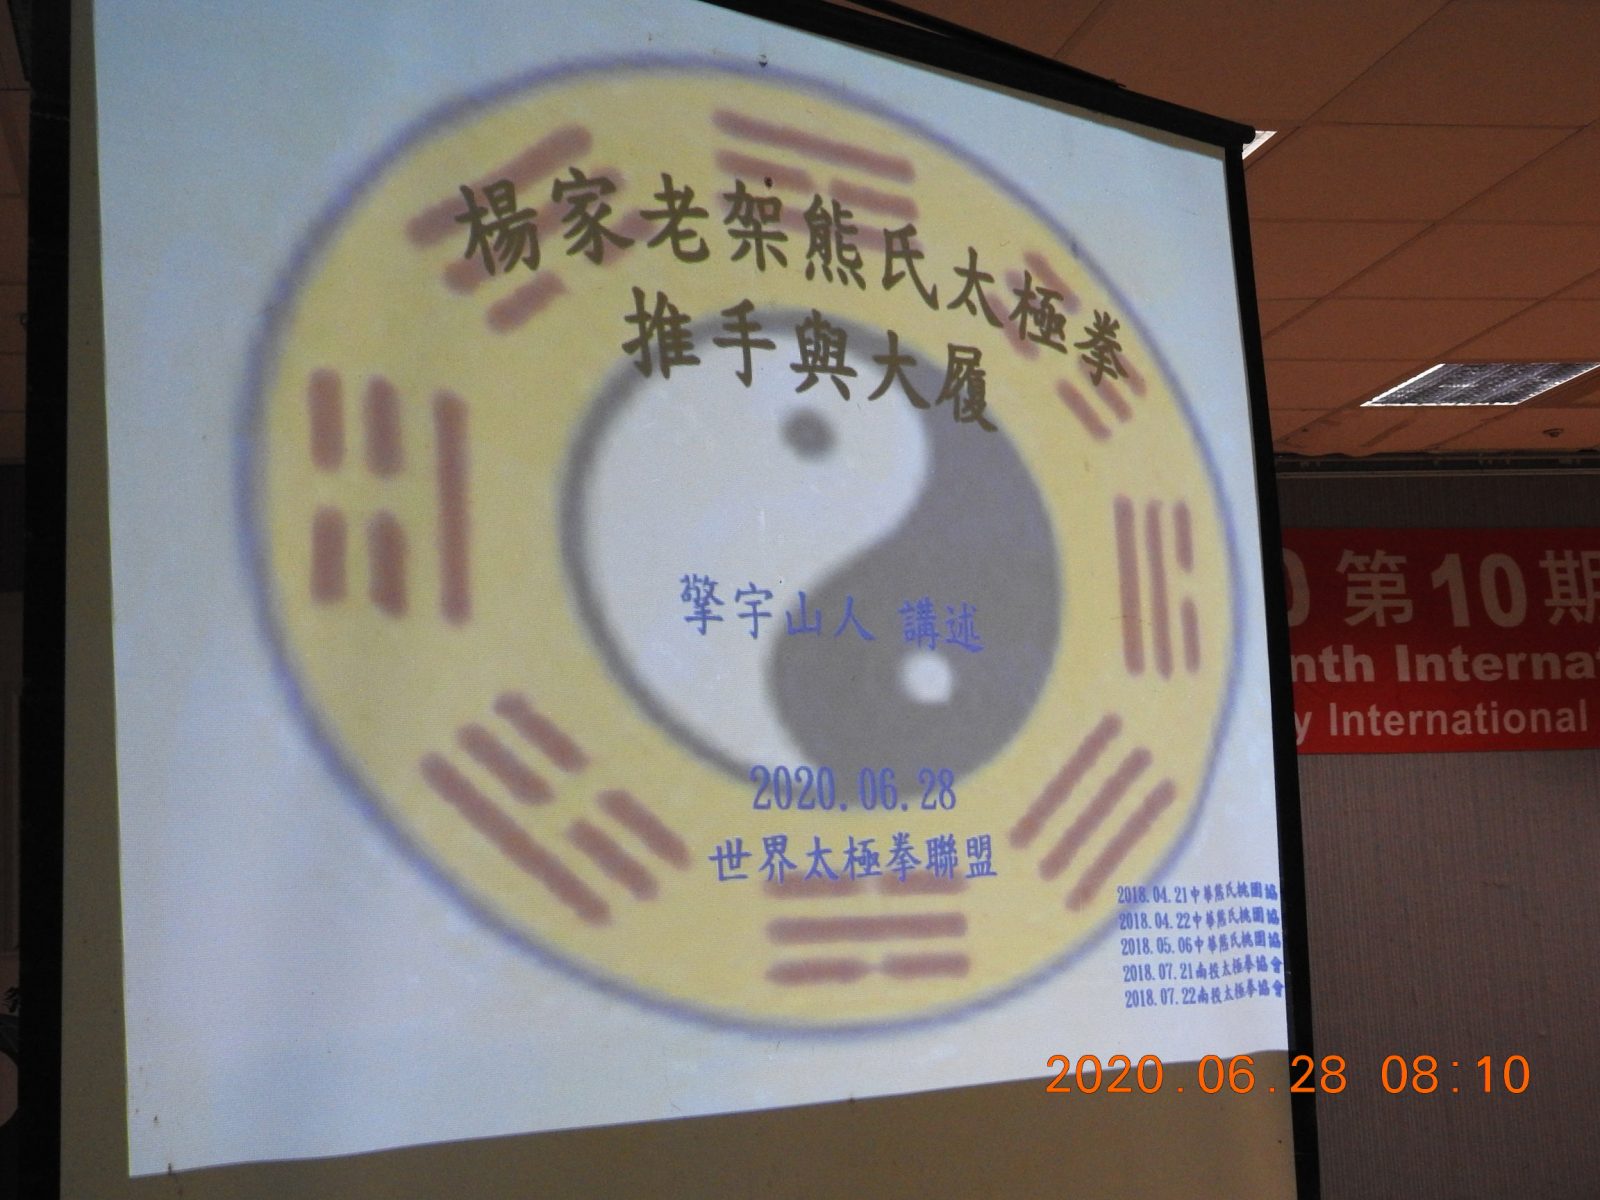 楊家老架熊氏太極拳
推手與大履
擎宇山人 講述
2020.06.28
世界太極拳聯盟
2018.04.21中華熊氏桃園協
2018.04.22中華熊氏桃園協
2018.05.06中華熊氏桃園協
2018.07.21南投太極拳協會
2018.07.22南投太極拳協會
0 第10期
nth Interna
y International
2020.06.28 08:10